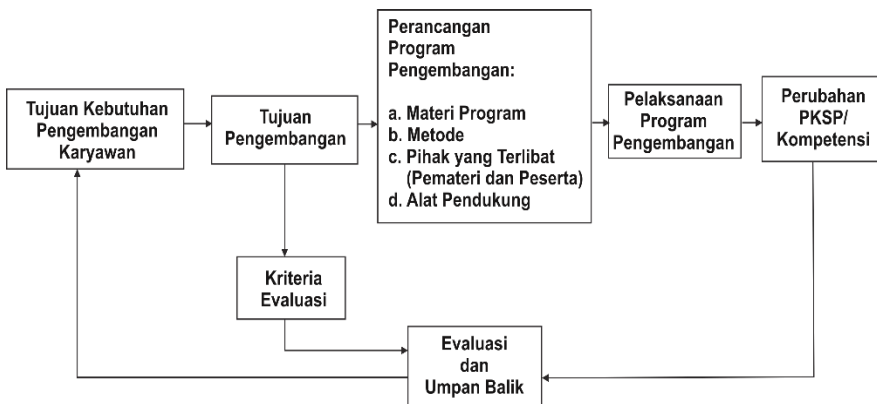 Tujuan Kebutuhan
Pengembangan
Karyawan
Tujuan
Pengembangan
Perancangan
Program
Pengembangan:
a. Materi Program
b. Metode
c. Pihak yang Terlibat
(Pemateri dan Peserta)
d. Alat Pendukung
Pelaksanaan
Program
Pengembangan
Perubahan
PKSP/
Kompetensi
Kriteria
Evaluasi
Evaluasi
dan
Umpan Balik